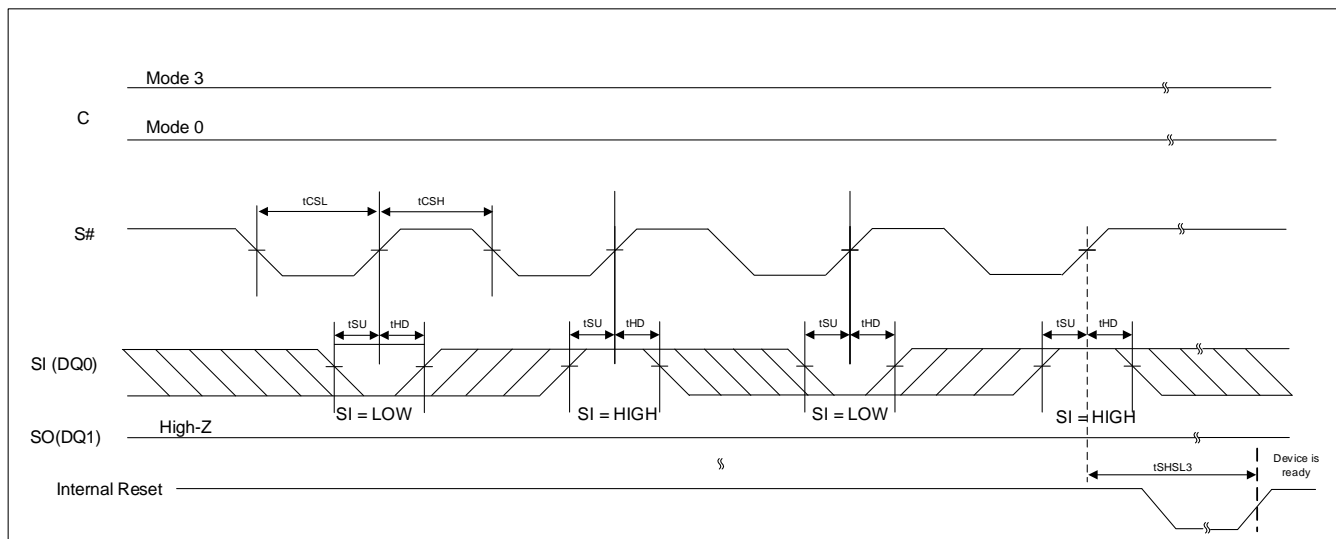 Mode 3
C
Mode 0
tCSL
tCSH
S#
tSU
tHD
tSU
tHD
tSU
tHD
tSU
tHD
SI (DQ0)
SI = LOW
SI = HIGH
SI = LOW
SI = HIGH
High-Z
SO(DQ1)
tSHSL3
Device is
ready
Internal Reset